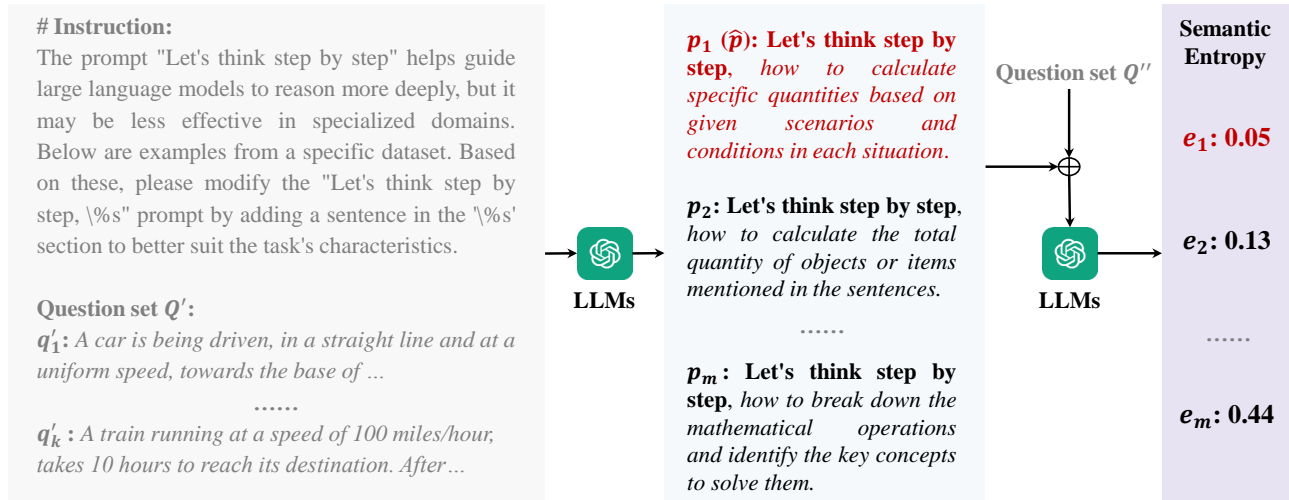 # Instruction:
The prompt "Let's think step by step" helps guide
large language models to reason more deeply, but it
may be less effective in specialized domains.
Below are examples from a specific dataset. Based
on these, please modify the "Let's think step by
step, \%s" prompt by adding a sentence in the '\%s'
section to better suit the task's characteristics.
Question set Q′:
q′₁: A car is being driven, in a straight line and at a
uniform speed, towards the base of …
……
q′ₖ : A train running at a speed of 100 miles/hour,
takes 10 hours to reach its destination. After…
LLMs
p₁ (p̂): Let's think step by
step, how to calculate
specific quantities based on
given scenarios and
conditions in each situation.
p₂: Let's think step by step,
how to calculate the total
quantity of objects or items
mentioned in the sentences.
……
pₘ: Let's think step by
step, how to break down the
mathematical operations
and identify the key concepts
to solve them.
Question set Q′′
LLMs
Semantic
Entropy
e₁: 0.05
e₂: 0.13
……
eₘ: 0.44